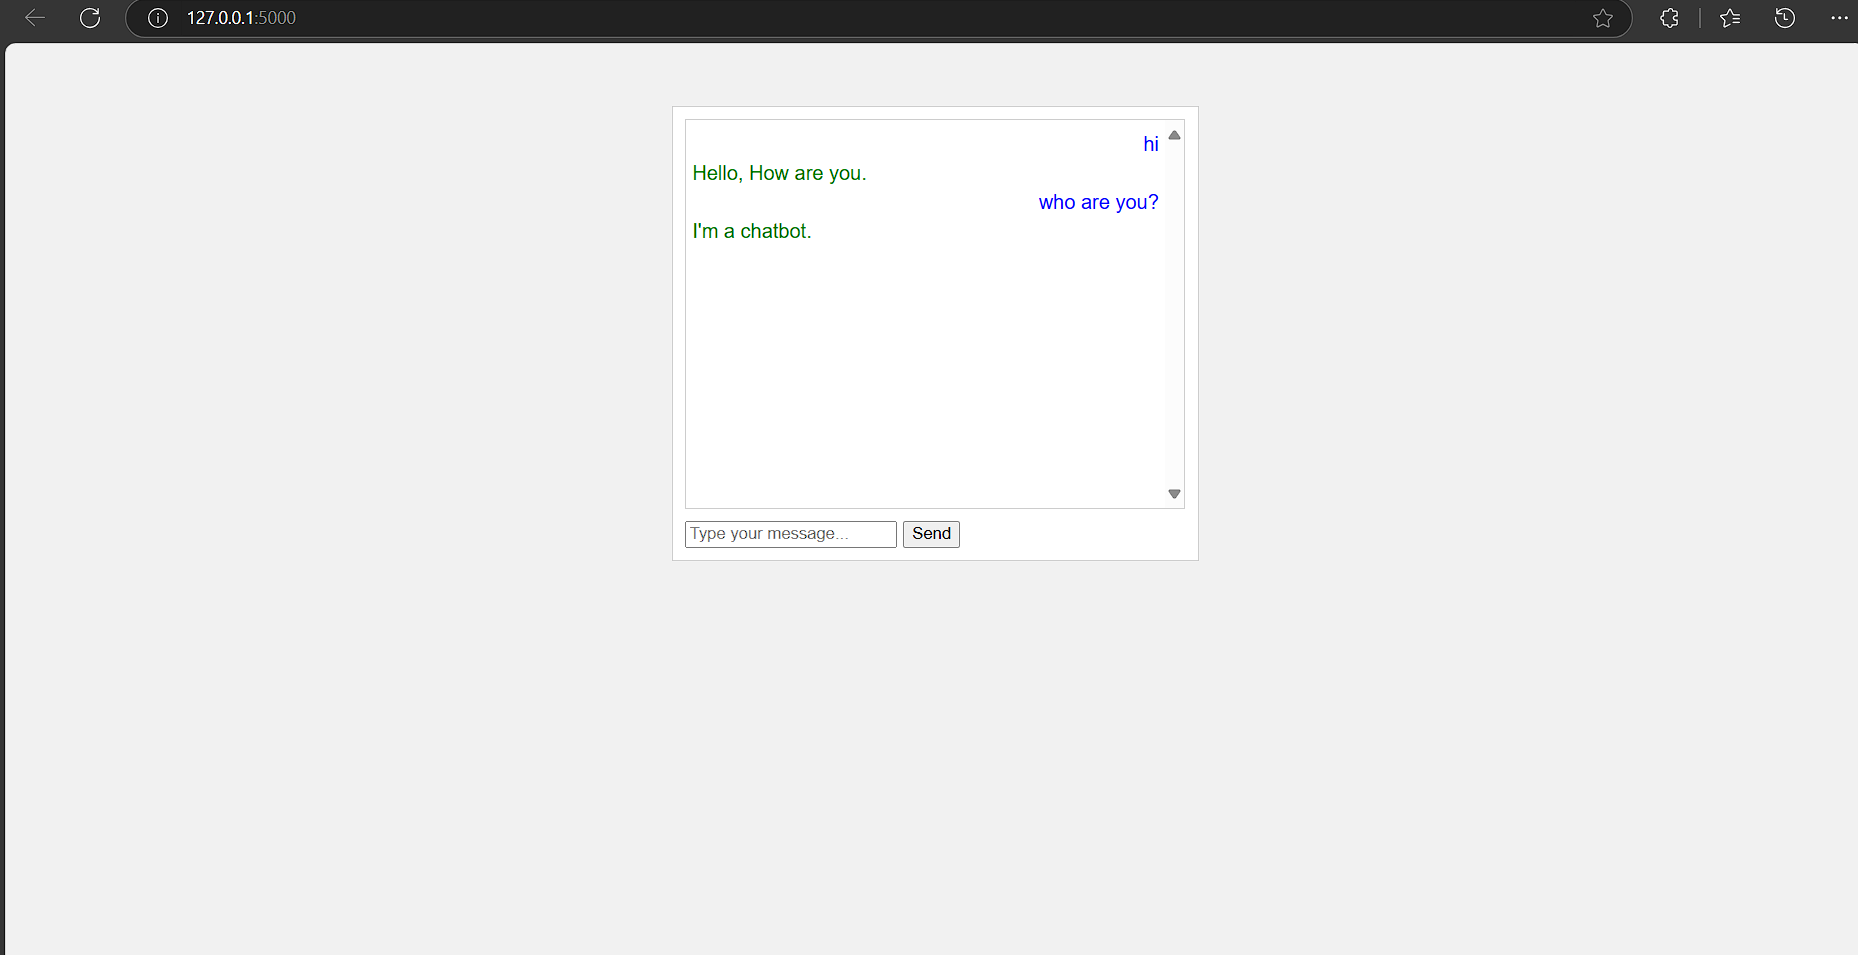 127.0.0.1:5000
hi
Hello, How are you.
who are you?
I'm a chatbot.
Type your message... Send